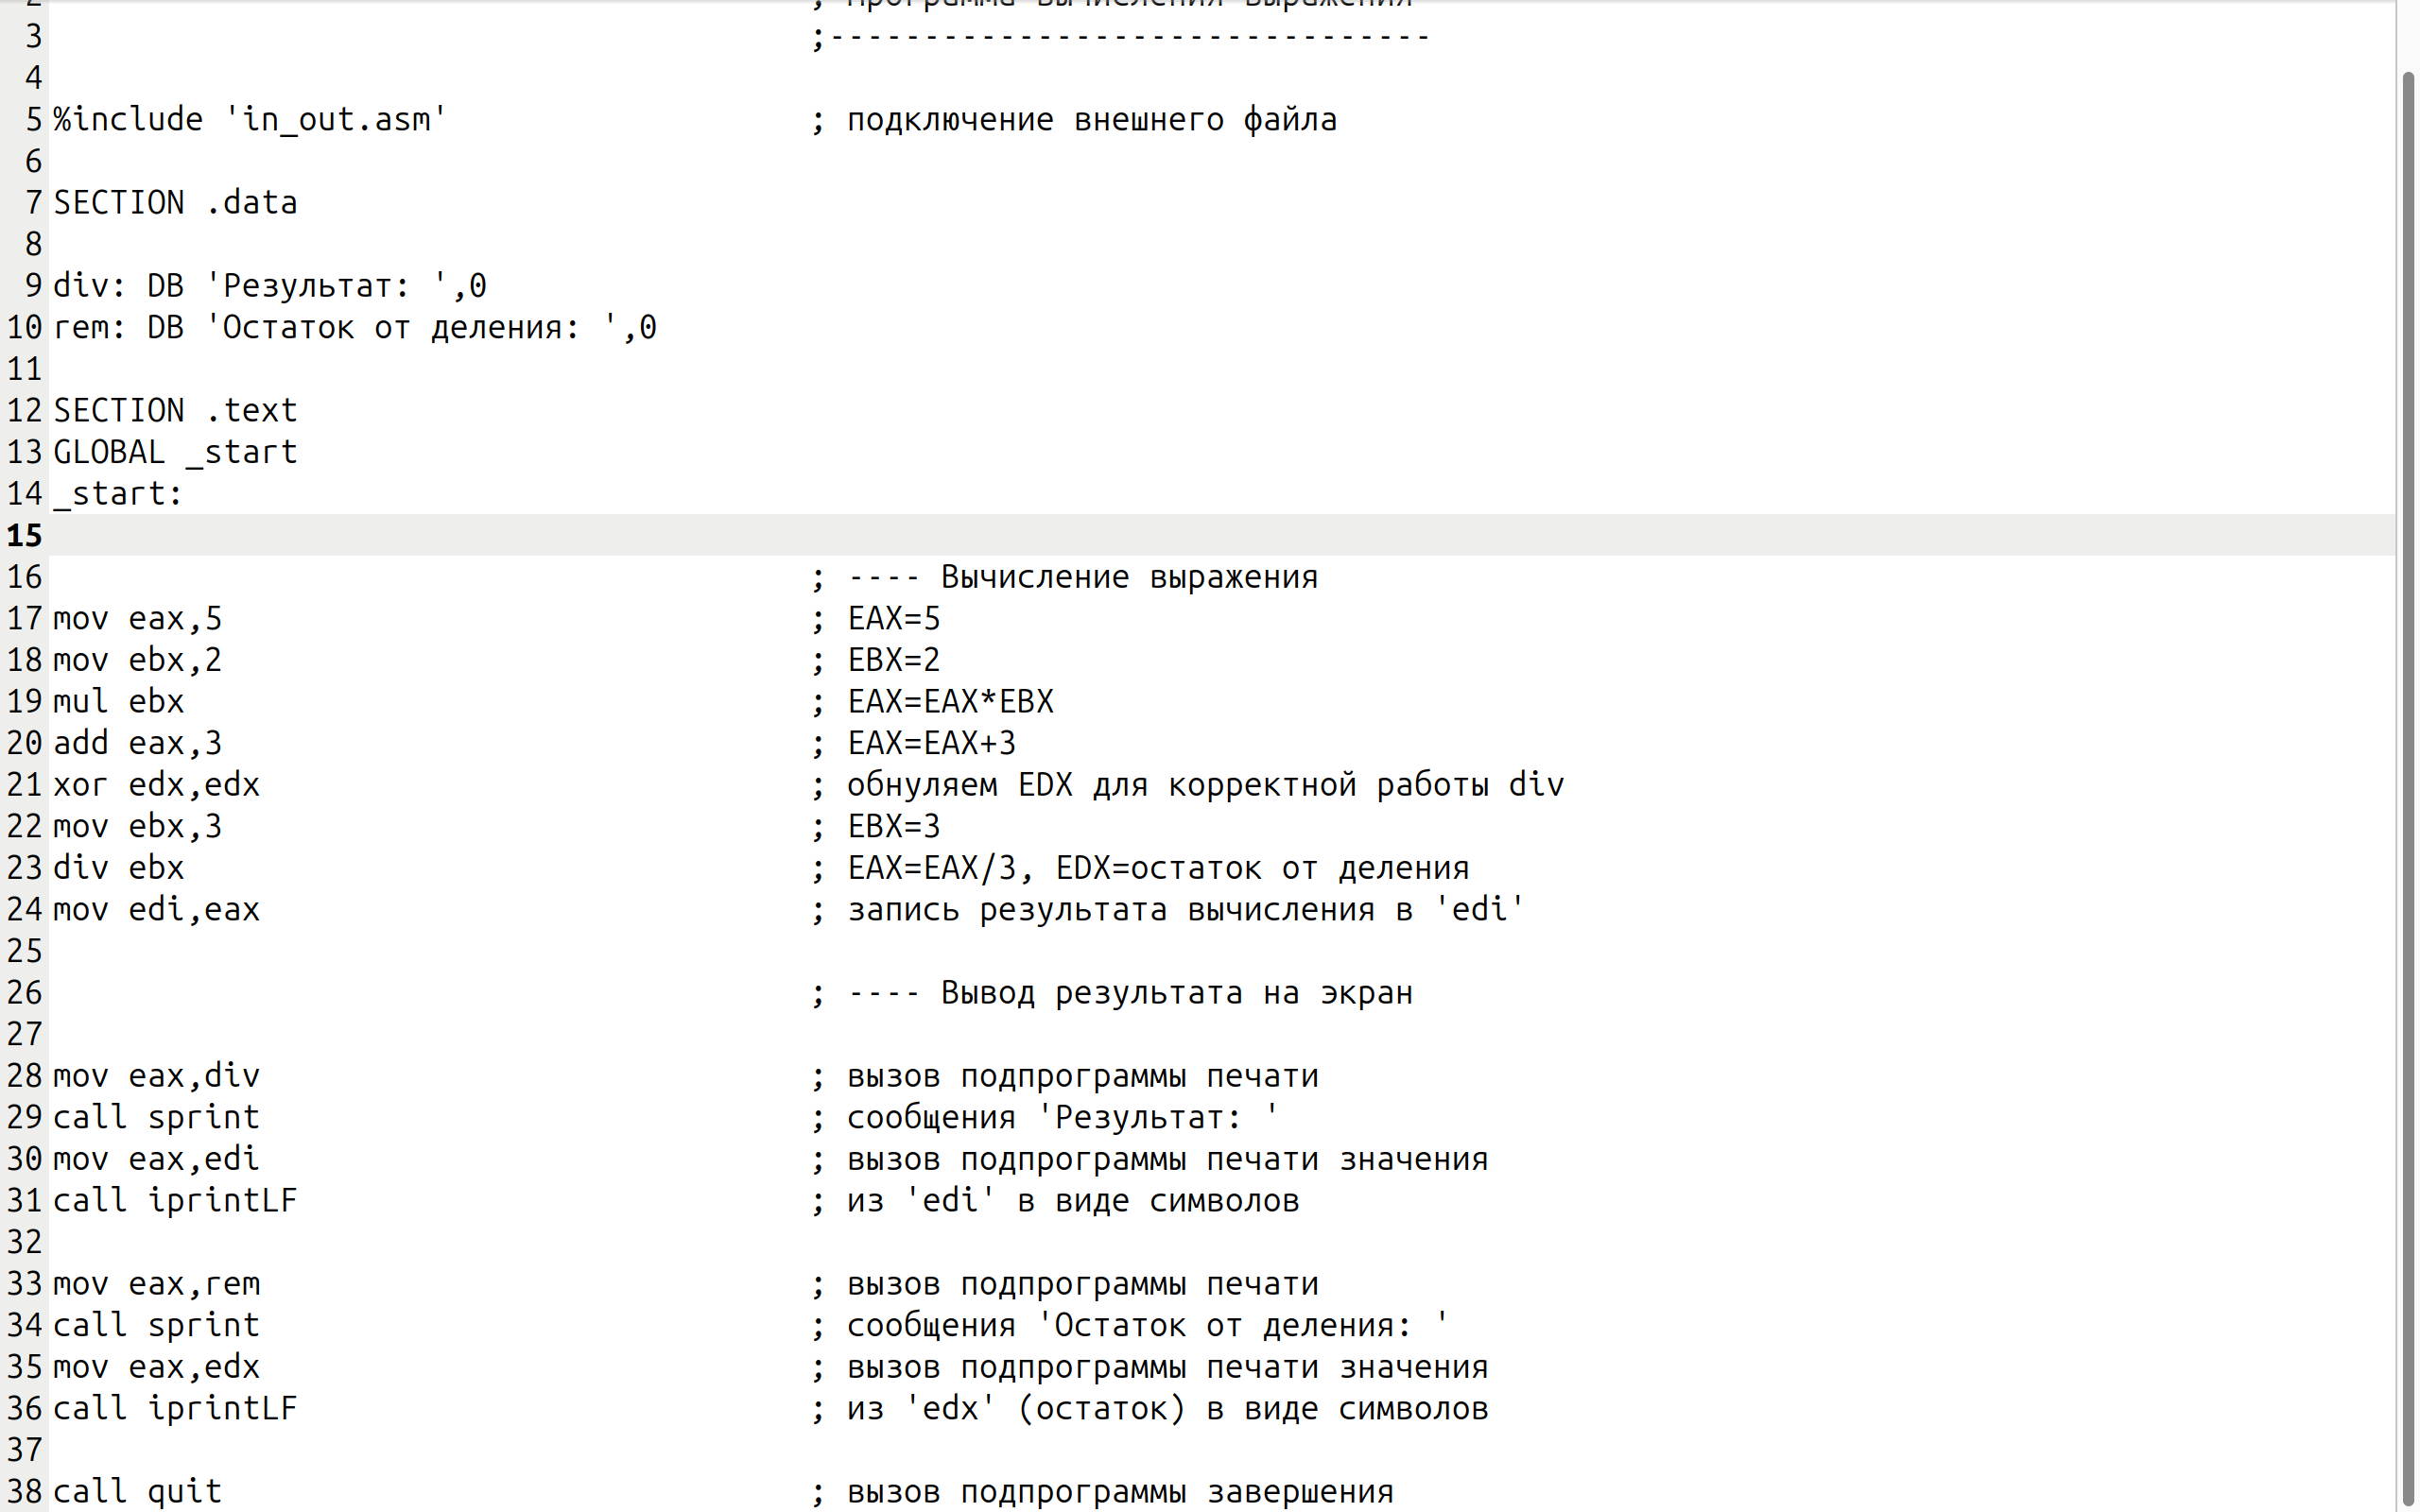 2 ; Программа вычисления выражения
3 ;--------------------------------
4
5 %include 'in_out.asm' ; подключение внешнего файла
6
7 SECTION .data
8
9 div: DB 'Результат: ',0
10 rem: DB 'Остаток от деления: ',0
11
12 SECTION .text
13 GLOBAL _start
14 _start:
15
16 ; ---- Вычисление выражения
17 mov eax,5 ; EAX=5
18 mov ebx,2 ; EBX=2
19 mul ebx ; EAX=EAX*EBX
20 add eax,3 ; EAX=EAX+3
21 xor edx,edx ; обнуляем EDX для корректной работы div
22 mov ebx,3 ; EBX=3
23 div ebx ; EAX=EAX/3, EDX=остаток от деления
24 mov edi,eax ; запись результата вычисления в 'edi'
25
26 ; ---- Вывод результата на экран
27
28 mov eax,div ; вызов подпрограммы печати
29 call sprint ; сообщения 'Результат: '
30 mov eax,edi ; вызов подпрограммы печати значения
31 call iprintLF ; из 'edi' в виде символов
32
33 mov eax,rem ; вызов подпрограммы печати
34 call sprint ; сообщения 'Остаток от деления: '
35 mov eax,edx ; вызов подпрограммы печати значения
36 call iprintLF ; из 'edx' (остаток) в виде символов
37
38 call quit ; вызов подпрограммы завершения